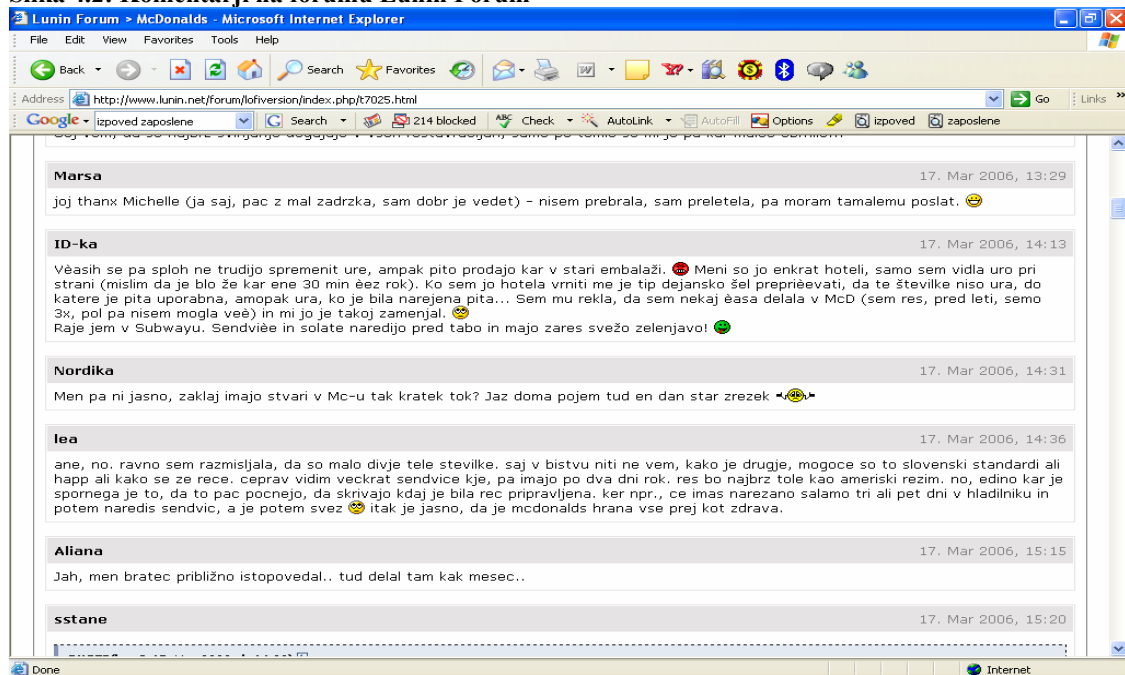 Slika 4.2: Komentarji na forumu Lunin Forum
Lunin Forum > McDonalds - Microsoft Internet Explorer
File Edit View Favorites Tools Help
Back Search Favorites
Address http://www.lunin.net/forum/lofiversion/index.php/t7025.html Go Links »
Google izpoved zaposlene Search 214 blocked Check AutoLink AutoFill Options izpoved zaposlene
Marsa 17. Mar 2006, 13:29
joj thanx Michelle (ja saj, pac z mal zadrzka, sam dobr je vedet) – nisem prebrala, sam preletela, pa moram tamalemu poslat.
ID-ka 17. Mar 2006, 14:13
Vèasih se pa sploh ne trudijo spremenit ure, ampak pito prodajo kar v stari embalaži. Meni so jo enkrat hoteli, samo sem vidla uro pri
strani (mislim da je blo že kar ene 30 min èez rok). Ko sem jo hotela vrniti me je tip dejansko šel preprièevati, da te številke niso ura, do
katere je pita uporabna, amopak ura, ko je bila narejena pita... Sem mu rekla, da sem nekaj èasa delala v McD (sem res, pred leti, semo
3x, pol pa nisem mogla veè) in mi jo je takoj zamenjal.
Raje jem v Subwayu. Sendvièe in solate naredijo pred tabo in majo zares svežo zelenjavo!
Nordika 17. Mar 2006, 14:31
Men pa ni jasno, zaklaj imajo stvari v Mc-u tak kratek tok? Jaz doma pojem tud en dan star zrezek
lea 17. Mar 2006, 14:36
ane, no. ravno sem razmisljala, da so malo divje tele stevilke. saj v bistvu niti ne vem, kako je drugje, mogoce so to slovenski standardi ali
happ ali kako se ze rece. ceprav vidim veckrat sendvice kje, pa imajo po dva dni rok. res bo najbrz tole kao ameriski rezim. no, edino kar je
spornega je to, da to pac pocnejo, da skrivajo kdaj je bila rec pripravljena. ker npr., ce imas narezano salamo tri ali pet dni v hladilniku in
potem naredis sendvic, a je potem svez itak je jasno, da je mcdonalds hrana vse prej kot zdrava.
Aliana 17. Mar 2006, 15:15
Jah, men bratec približno istopovedal.. tud delal tam kak mesec..
sstane 17. Mar 2006, 15:20
Done Internet